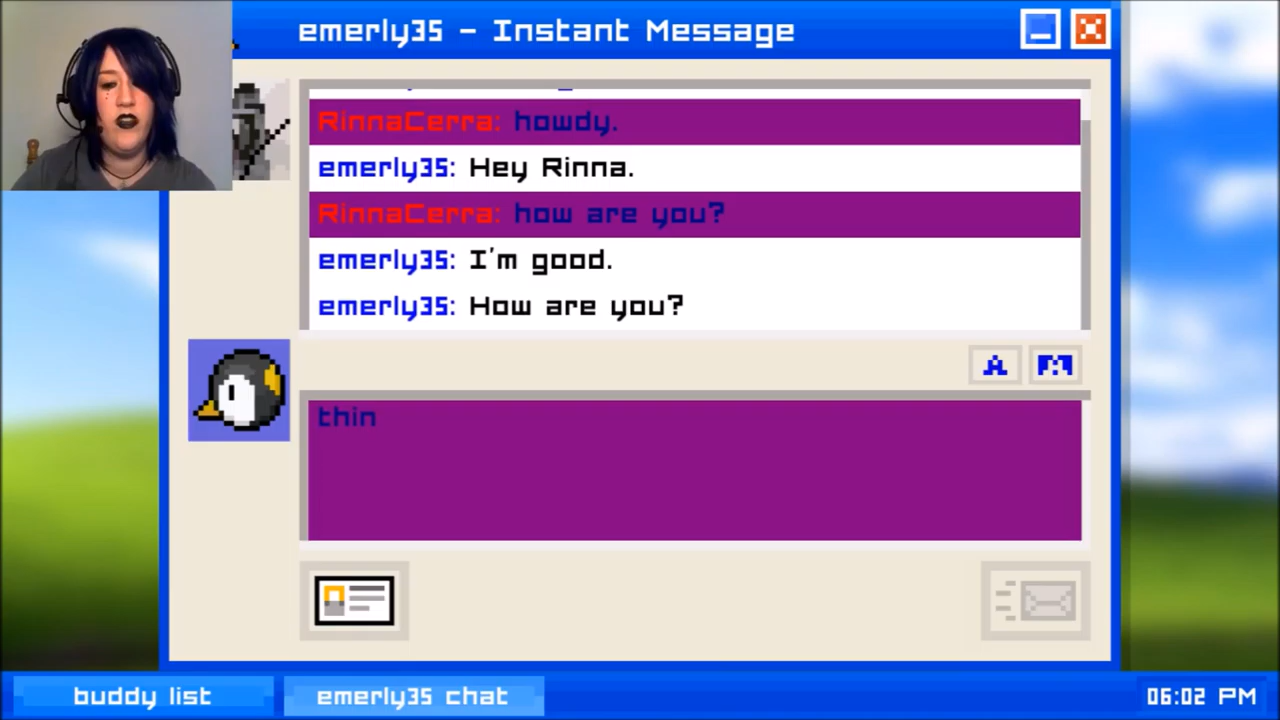 emerly35 - Instant Message
RinnaCerra: howdy.
emerly35: Hey Rinna.
RinnaCerra: how are you?
emerly35: I'm good.
emerly35: How are you?
A
thin
buddy list
emerly35 chat
06:02 PM